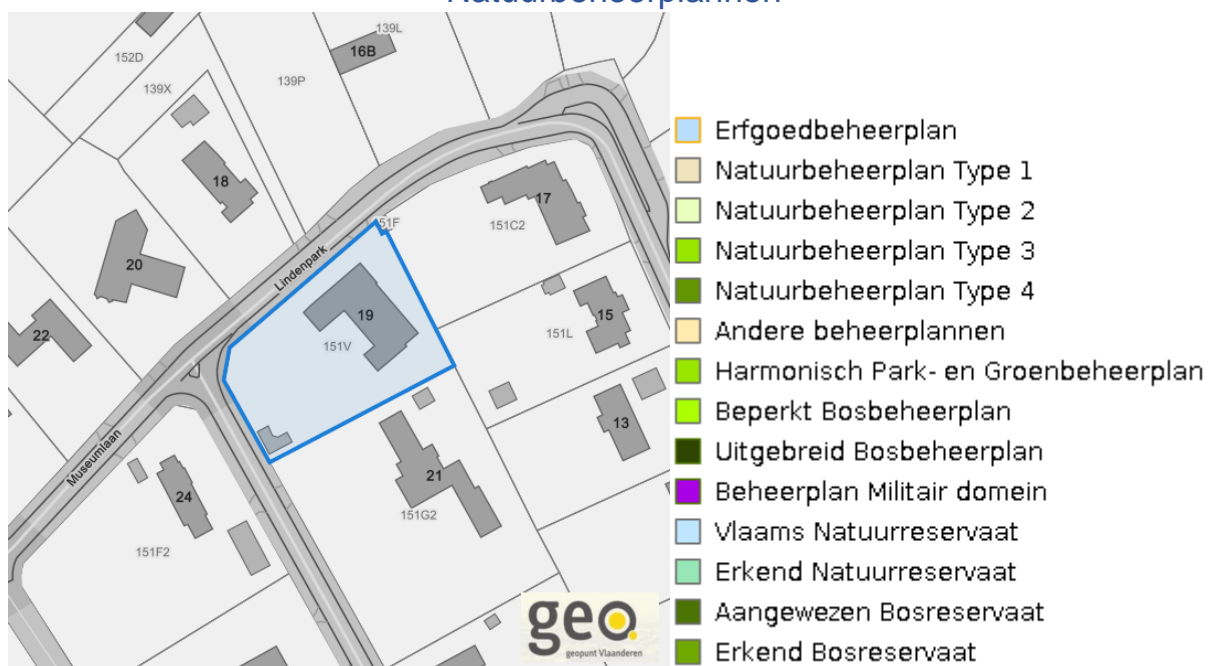 Natuurbeheerplannen
139L
16B
152D
139P
139X
18
17
151F
151C2
20
Lindenpark
19
15
22
151V
151L
13
Museumlaan
21
24
151G2
151F2
geo
geopunt Vlaanderen
Erfgoedbeheerplan
Natuurbeheerplan Type 1
Natuurbeheerplan Type 2
Natuurbeheerplan Type 3
Natuurbeheerplan Type 4
Andere beheerplannen
Harmonisch Park- en Groenbeheerplan
Beperkt Bosbeheerplan
Uitgebreid Bosbeheerplan
Beheerplan Militair domein
Vlaams Natuurreservaat
Erkend Natuurreservaat
Aangewezen Bosreservaat
Erkend Bosreservaat